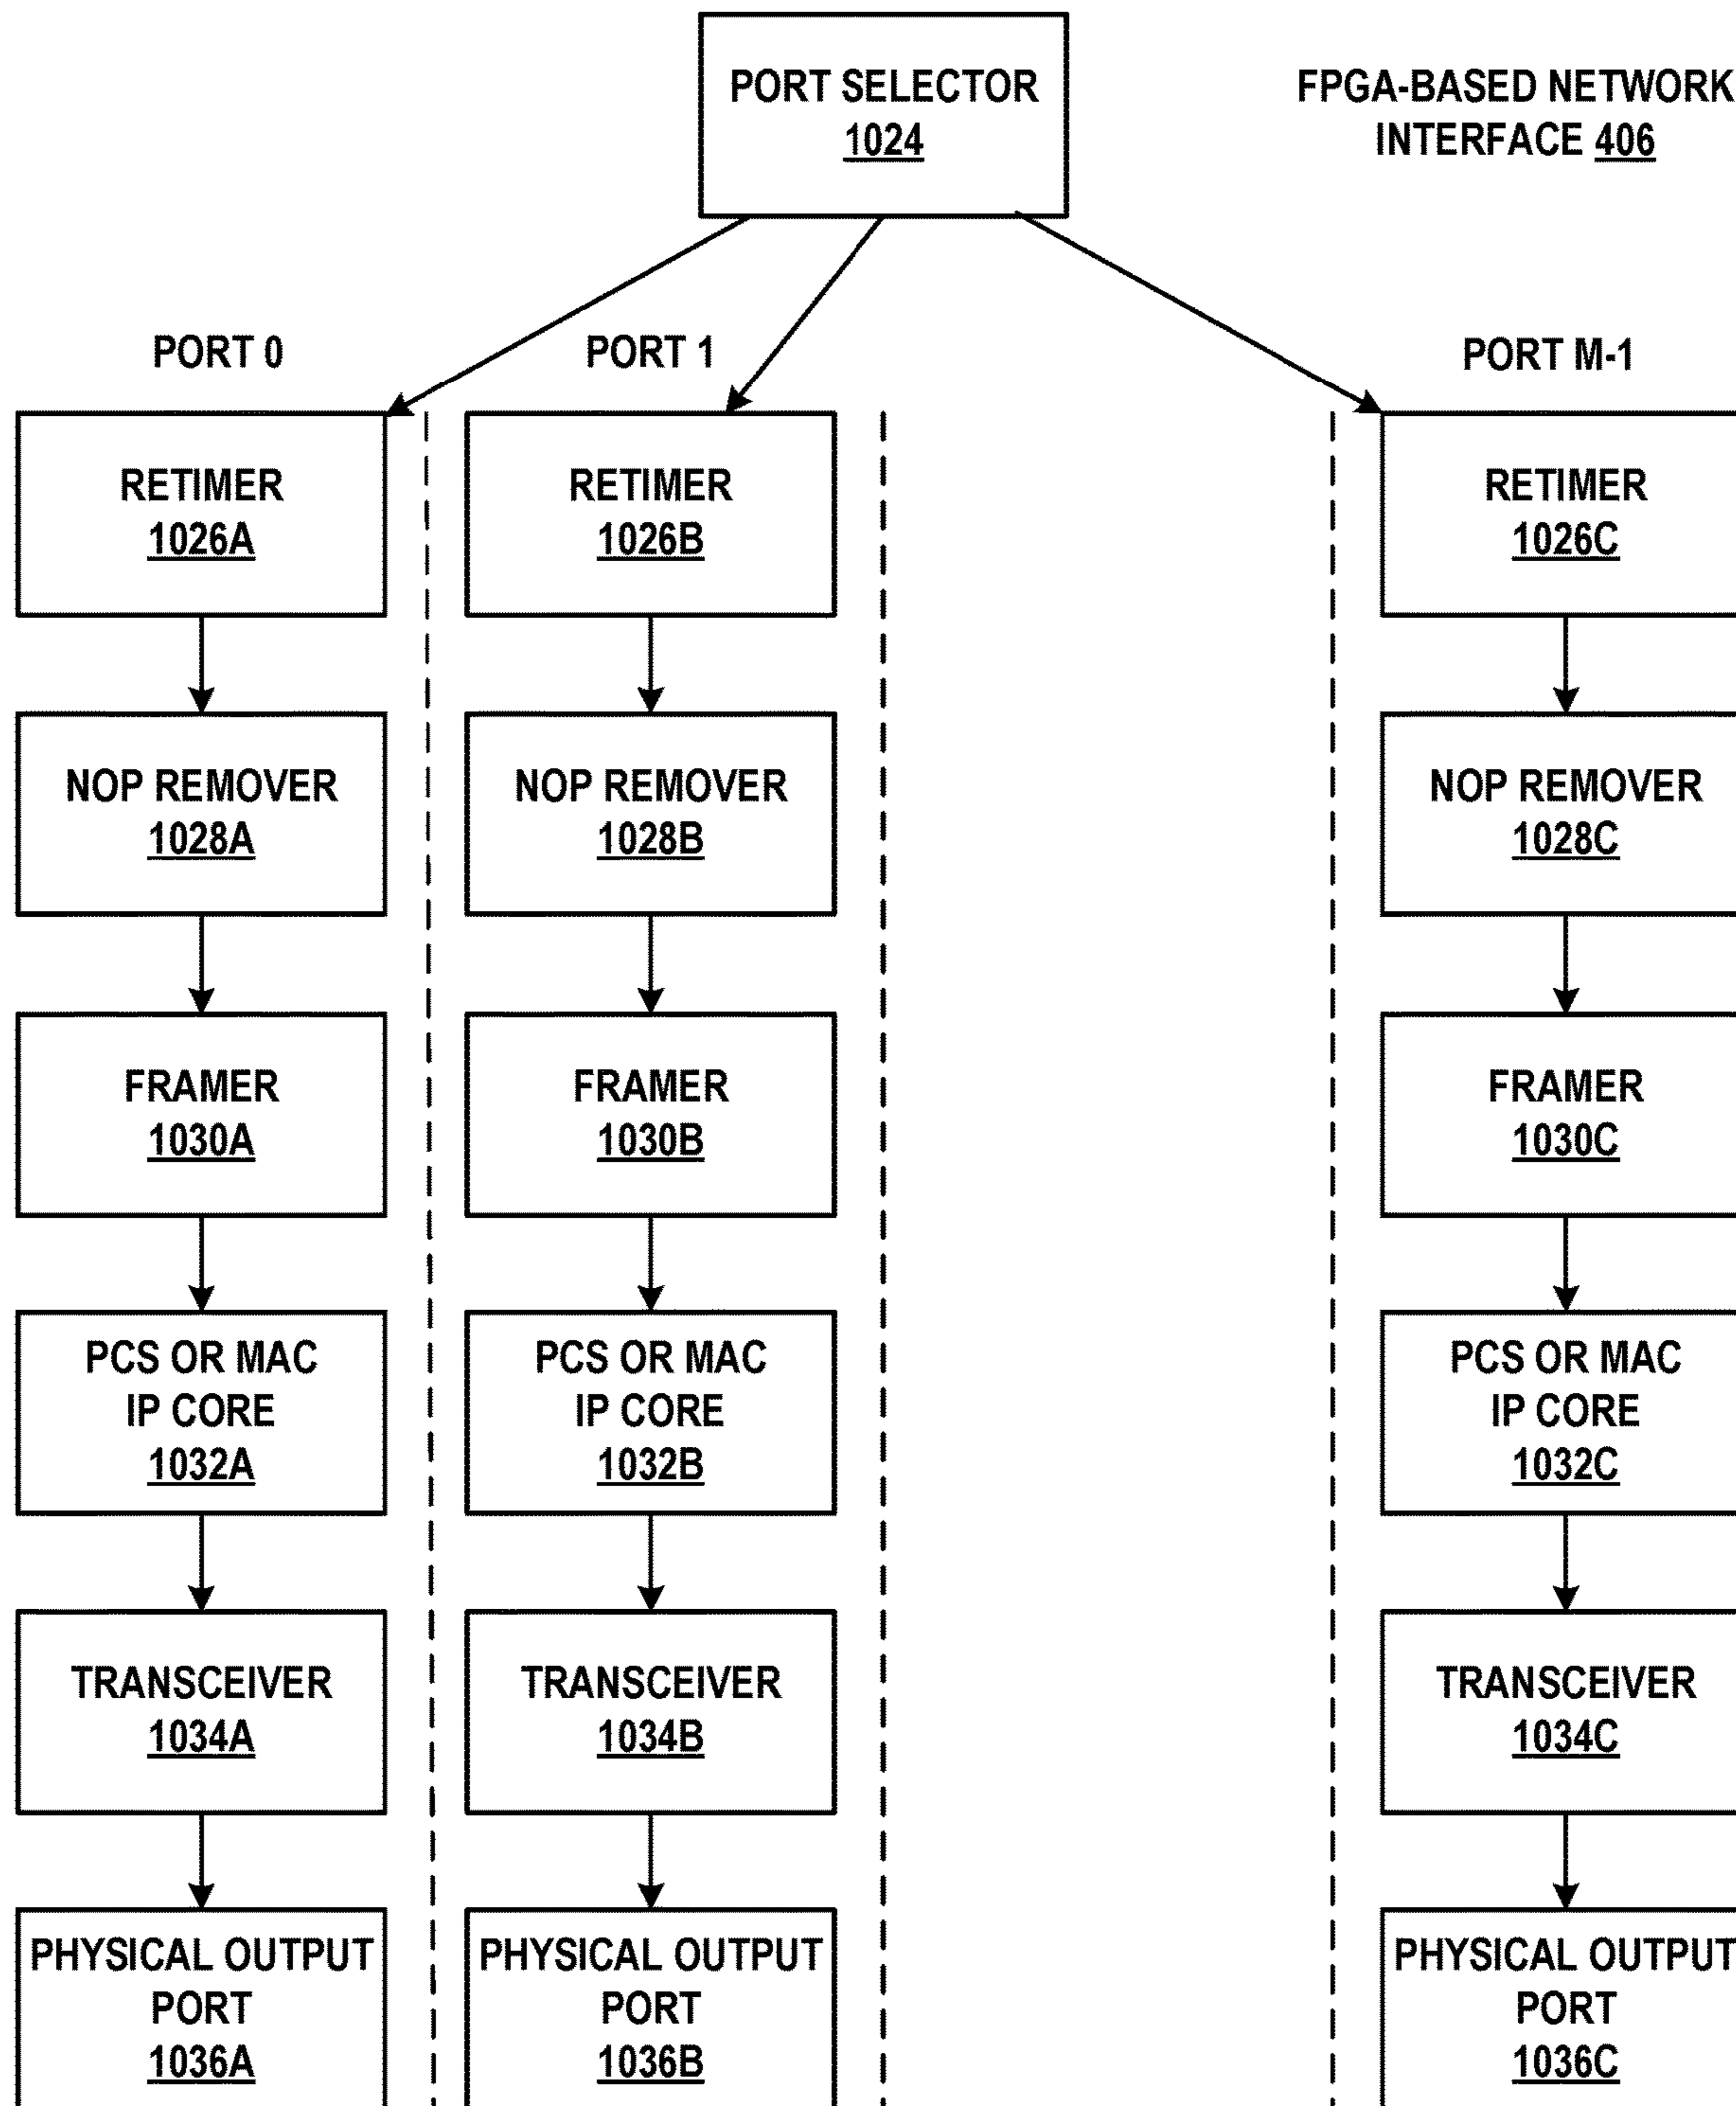 PORT SELECTOR
1024
FPGA-BASED NETWORK
INTERFACE 406
PORT 0
PORT 1
PORT M-1
RETIMER
1026A
RETIMER
1026B
RETIMER
1026C
NOP REMOVER
1028A
NOP REMOVER
1028B
NOP REMOVER
1028C
FRAMER
1030A
FRAMER
1030B
FRAMER
1030C
PCS OR MAC
IP CORE
1032A
PCS OR MAC
IP CORE
1032B
PCS OR MAC
IP CORE
1032C
TRANSCEIVER
1034A
TRANSCEIVER
1034B
TRANSCEIVER
1034C
PHYSICAL OUTPUT
PORT
1036A
PHYSICAL OUTPUT
PORT
1036B
PHYSICAL OUTPUT
PORT
1036C